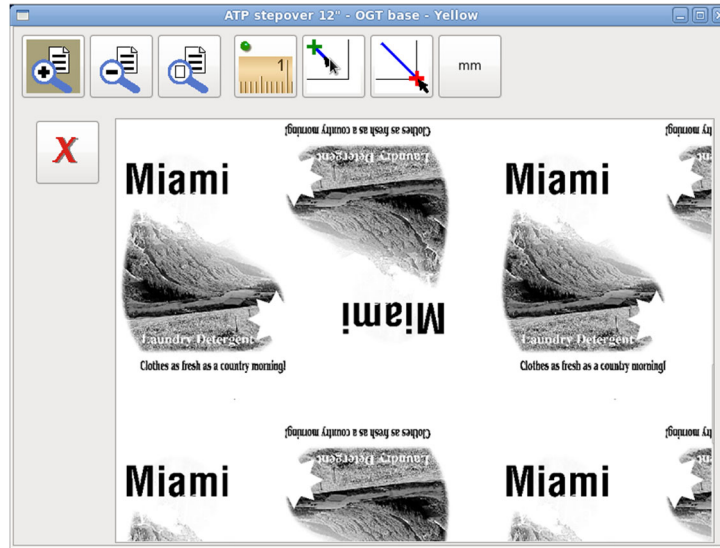 ATP stepover 12" - OGT base - Yellow
1
mm
X
Clothes as fresh as a country morning!
Laundry Detergent
Miami
Miami
Miami
Laundry Detergent
Clothes as fresh as a country morning!
Laundry Detergent
Clothes as fresh as a country morning!
Clothes as fresh as a country morning!
Laundry Detergent
Miami
Miami